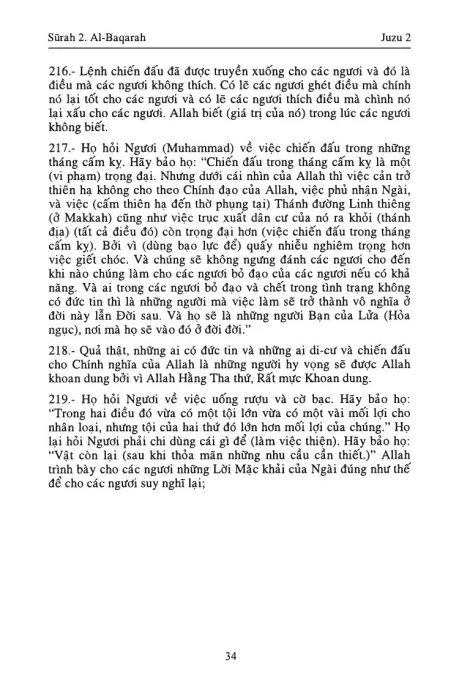 Sūrah 2. Al-Baqarah Juzu 2
216.- Lệnh chiến đấu đã được truyền xuống cho các ngươi và đó là
điều mà các ngươi không thích. Có lẽ các ngươi ghét điều mà chính
nó lại tốt cho các ngươi và có lẽ các ngươi thích điều mà chình nó
lại xấu cho các ngươi. Allah biết (giá trị của nó) trong lúc các ngươi
không biết.
217.- Họ hỏi Ngươi (Muhammad) về việc chiến đấu trong những
tháng cấm kỵ. Hãy bảo họ: “Chiến đấu trong tháng cấm kỵ là một
(vi phạm) trọng đại. Nhưng dưới cái nhìn của Allah thì việc cản trở
thiên hạ không cho theo Chính đạo của Allah, việc phủ nhận Ngài,
và việc (cấm thiên hạ đến thờ phụng tại) Thánh đường Linh thiêng
(ở Makkah) cũng như việc trục xuất dân cư của nó ra khỏi (thánh
địa) (tất cả điều đó) còn trọng đại hơn (việc chiến đấu trong tháng
cấm kỵ). Bởi vì (dùng bạo lực để) quấy nhiễu nghiêm trọng hơn
việc giết chóc. Và chúng sẽ không ngưng đánh các ngươi cho đến
khi nào chúng làm cho các ngươi bỏ đạo của các ngươi nếu có khả
năng. Và ai trong các ngươi bỏ đạo và chết trong tình trạng không
có đức tin thì là những người mà việc làm sẽ trở thành vô nghĩa ở
đời này lẫn Đời sau. Và họ sẽ là những người Bạn của Lửa (Hỏa
ngục), nơi mà họ sẽ vào đó ở đời đời.”
218.- Quả thật, những ai có đức tin và những ai di-cư và chiến đấu
cho Chính nghĩa của Allah là những người hy vọng sẽ được Allah
khoan dung bởi vì Allah Hằng Tha thứ, Rất mực Khoan dung.
219.- Họ hỏi Ngươi về việc uống rượu và cờ bạc. Hãy bảo họ:
“Trong hai điều đó vừa có một tội lớn vừa có một vài mối lợi cho
nhân loại, nhưng tội của hai thứ đó lớn hơn mối lợi của chúng.” Họ
lại hỏi Ngươi phải chi dùng cái gì để (làm việc thiện). Hãy bảo họ:
“Vật còn lại (sau khi thỏa mãn những nhu cầu cần thiết.)” Allah
trình bày cho các ngươi những Lời Mặc khải của Ngài đúng như thế
để cho các ngươi suy nghĩ lại;
34